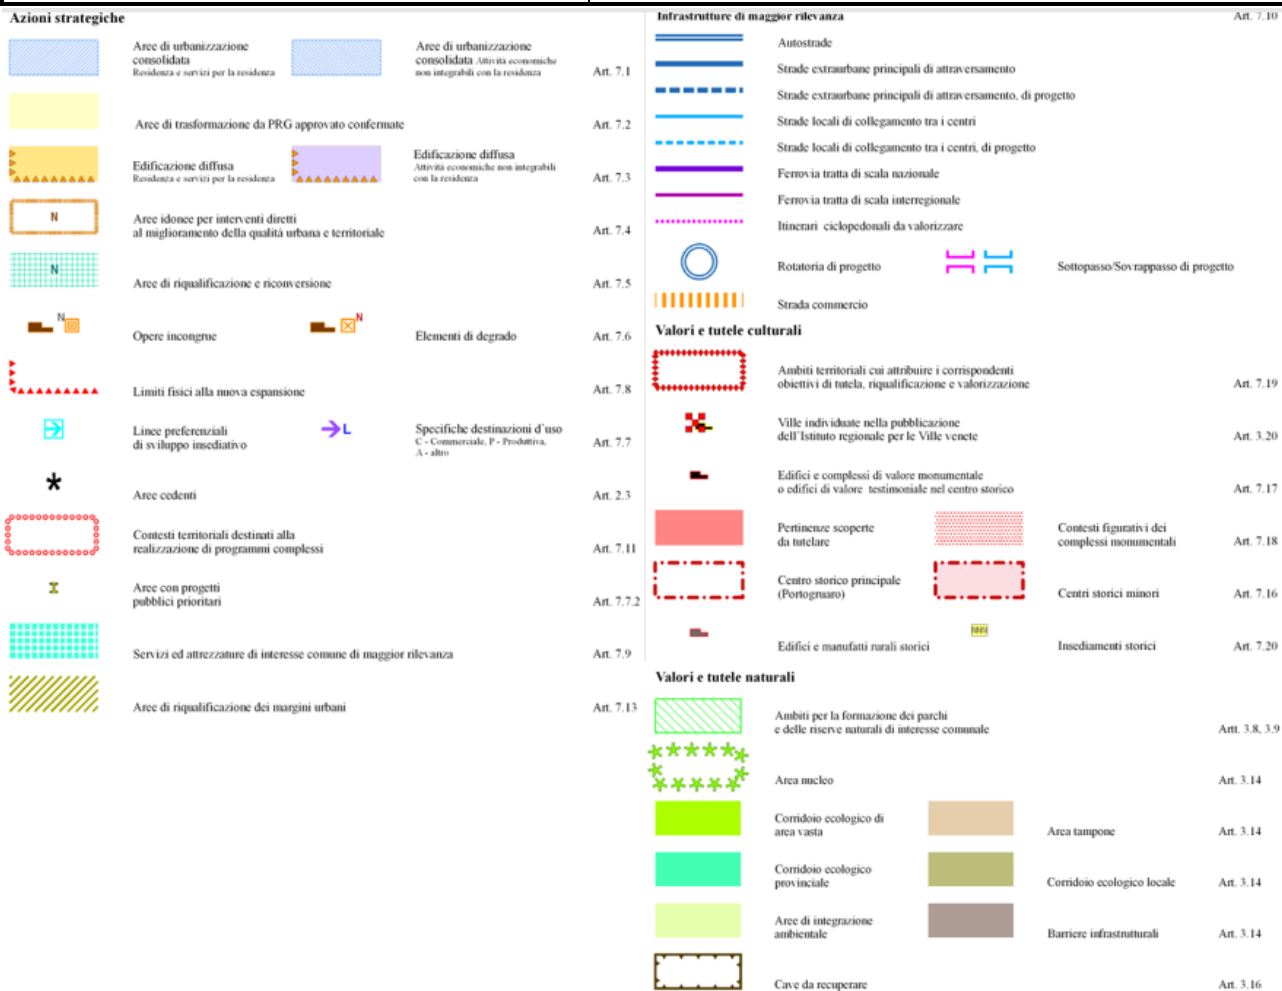 Azioni strategiche
Aree di urbanizzazione
consolidata
Residenza e servizi per la residenza
Aree di urbanizzazione
consolidata Attività economiche
non integrabili con la residenza
Art. 7.1
Aree di trasformazione da PRG approvato confermate
Art. 7.2
Edificazione diffusa
Residenza e servizi per la residenza
Edificazione diffusa
Attività economiche non integrabili
con la residenza
Art. 7.3
N
Aree idonee per interventi diretti
al miglioramento della qualità urbana e territoriale
Art. 7.4
N
Aree di riqualificazione e riconversione
Art. 7.5
N
Opere incongrue
N
Elementi di degrado
Art. 7.6
Limiti fisici alla nuova espansione
Art. 7.8
Linee preferenziali
di sviluppo insediativo
L
Specifiche destinazioni d'uso
C - Commerciale, P - Produttiva,
A - altro
Art. 7.7
Aree cedenti
Art. 2.3
Contesti territoriali destinati alla
realizzazione di programmi complessi
Art. 7.11
Aree con progetti
pubblici prioritari
Art. 7.7.2
Servizi ed attrezzature di interesse comune di maggior rilevanza
Art. 7.9
Aree di riqualificazione dei margini urbani
Art. 7.13
Infrastrutture di maggior rilevanza
Art. 7.10
Autostrade
Strade extraurbane principali di attraversamento
Strade extraurbane principali di attraversamento, di progetto
Strade locali di collegamento tra i centri
Strade locali di collegamento tra i centri, di progetto
Ferrovia tratta di scala nazionale
Ferrovia tratta di scala interregionale
Itinerari ciclopedonali da valorizzare
Rotatoria di progetto
Sottopasso/Sovrappasso di progetto
Strada commercio
Valori e tutele culturali
Ambiti territoriali cui attribuire i corrispondenti
obiettivi di tutela, riqualificazione e valorizzazione
Art. 7.19
Ville individuate nella pubblicazione
dell'Istituto regionale per le Ville venete
Art. 3.20
Edifici e complessi di valore monumentale
o edifici di valore testimoniale nel centro storico
Art. 7.17
Pertinenze scoperte
da tutelare
Contesti figurativi dei
complessi monumentali
Art. 7.18
Centro storico principale
(Portogruaro)
Centri storici minori
Art. 7.16
Edifici e manufatti rurali storici
NNN
Insediamenti storici
Art. 7.20
Valori e tutele naturali
Ambiti per la formazione dei parchi
e delle riserve naturali di interesse comunale
Artt. 3.8, 3.9
Area nucleo
Art. 3.14
Corridoio ecologico di
area vasta
Area tampone
Art. 3.14
Corridoio ecologico
provinciale
Corridoio ecologico locale
Art. 3.14
Aree di integrazione
ambientale
Barriere infrastrutturali
Art. 3.14
Cave da recuperare
Art. 3.16